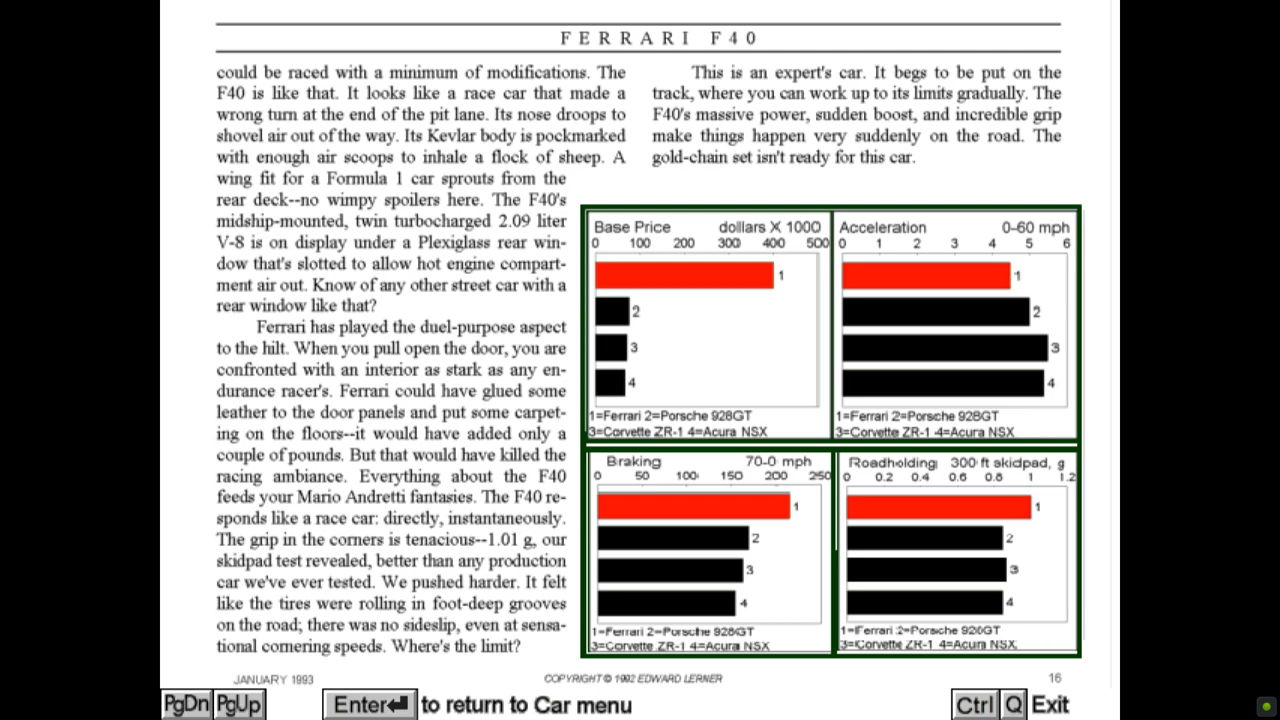 FERRARI F40
could be raced with a minimum of modifications. The
F40 is like that. It looks like a race car that made a
wrong turn at the end of the pit lane. Its nose droops to
shovel air out of the way. Its Kevlar body is pockmarked
with enough air scoops to inhale a flock of sheep. A
wing fit for a Formula 1 car sprouts from the
rear deck--no wimpy spoilers here. The F40's
midship-mounted, twin turbocharged 2.09 liter
V-8 is on display under a Plexiglass rear win-
dow that's slotted to allow hot engine compart-
ment air out. Know of any other street car with a
rear window like that?
Ferrari has played the duel-purpose aspect
to the hilt. When you pull open the door, you are
confronted with an interior as stark as any en-
durance racer's. Ferrari could have glued some
leather to the door panels and put some carpet-
ing on the floors--it would have added only a
couple of pounds. But that would have killed the
racing ambiance. Everything about the F40
feeds your Mario Andretti fantasies. The F40 re-
sponds like a race car: directly, instantaneously.
The grip in the corners is tenacious--1.01 g, our
skidpad test revealed, better than any production
car we've ever tested. We pushed harder. It felt
like the tires were rolling in foot-deep grooves
on the road; there was no sideslip, even at sensa-
tional cornering speeds. Where's the limit?
This is an expert's car. It begs to be put on the
track, where you can work up to its limits gradually. The
F40's massive power, sudden boost, and incredible grip
make things happen very suddenly on the road. The
gold-chain set isn't ready for this car.
Base Price dollars X 1000
0 100 200 300 400 500
1
2
3
4
1=Ferrari 2=Porsche 928GT
3=Corvette ZR-1 4=Acura NSX
Acceleration 0-60 mph
0 1 2 3 4 5 6
1
2
3
4
1=Ferrari 2=Porsche 928GT
3=Corvette ZR-1 4=Acura NSX
Braking 70-0 mph
0 50 100 150 200 250
1
2
3
4
1=Ferrari 2=Porsche 928GT
3=Corvette ZR-1 4=Acura NSX
Roadholding 300 ft skidpad, g
0 0.2 0.4 0.6 0.8 1 1.2
1
2
3
4
1=Ferrari 2=Porsche 928GT
3=Corvette ZR-1 4=Acura NSX
JANUARY 1993 COPYRIGHT © 1992 EDWARD LERNER 16
PgDn PgUp Enter↵ to return to Car menu Ctrl Q Exit